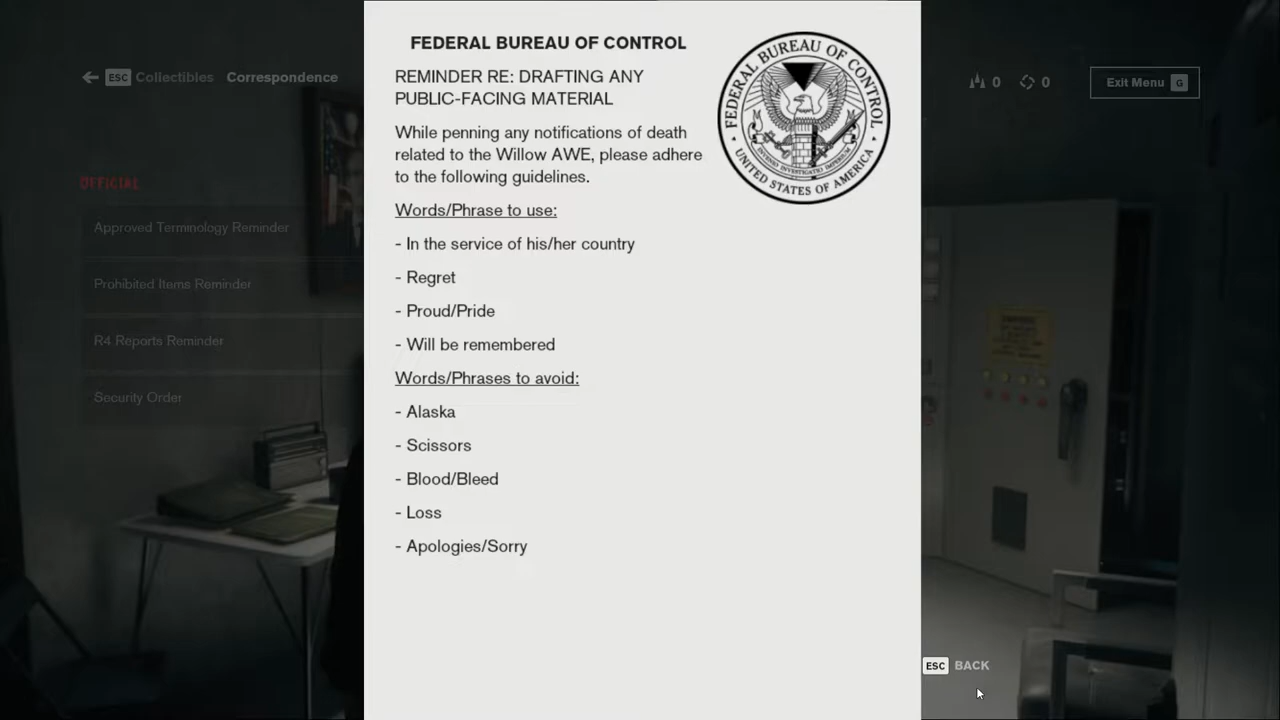 FEDERAL BUREAU OF CONTROL
REMINDER RE: DRAFTING ANY
PUBLIC-FACING MATERIAL
While penning any notifications of death
related to the Willow AWE, please adhere
to the following guidelines.
Words/Phrase to use:
- In the service of his/her country
- Regret
- Proud/Pride
- Will be remembered
Words/Phrases to avoid:
- Alaska
- Scissors
- Blood/Bleed
- Loss
- Apologies/Sorry
FEDERAL BUREAU OF CONTROL
UNITED STATES OF AMERICA
ESC Collectibles Correspondence
0 0
Exit Menu G
OFFICIAL
Approved Terminology Reminder
Prohibited Items Reminder
R4 Reports Reminder
Security Order
ESC BACK